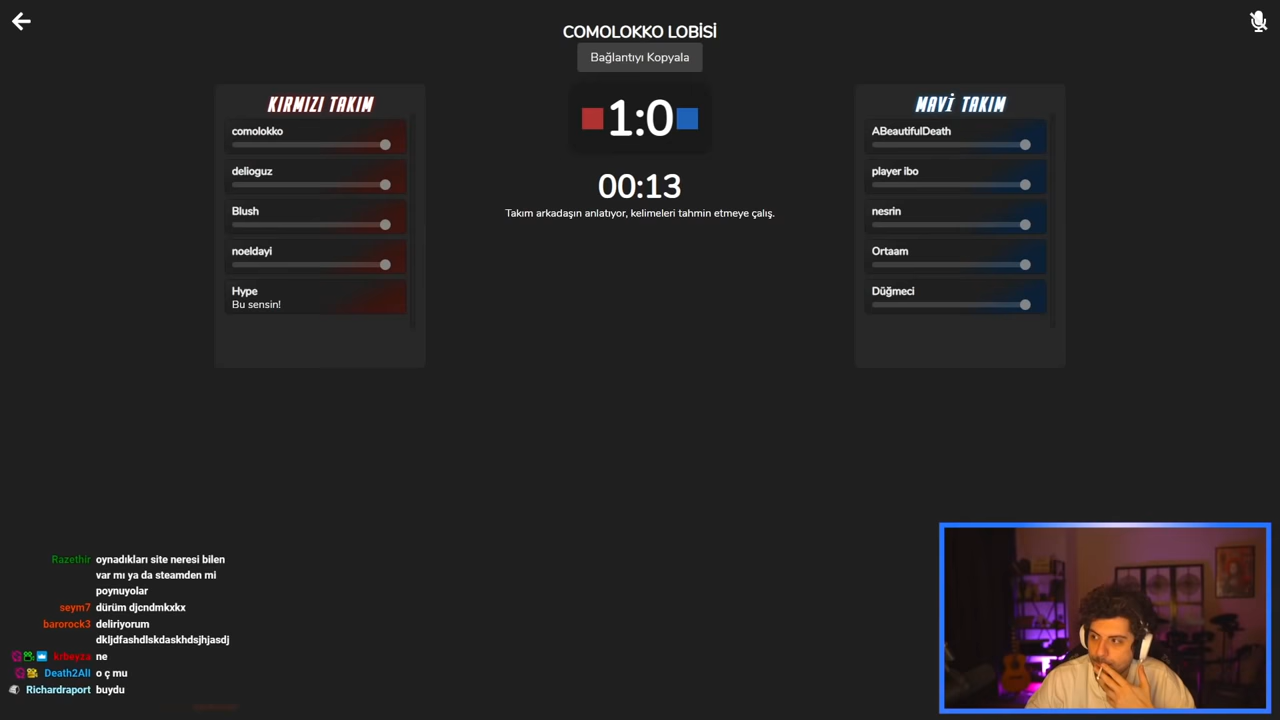 COMOLOKKO LOBİSİ
Bağlantıyı Kopyala
KIRMIZI TAKIM
comolokko
delioguz
Blush
noeldayi
Hype
Bu sensin!
1:0
00:13
Takım arkadaşın anlatıyor, kelimeleri tahmin etmeye çalış.
MAVİ TAKIM
ABeautifulDeath
player ibo
nesrin
Ortaam
Düğmeci
Razethir oynadıkları site neresi bilen
var mı ya da steamden mi
poynuyolar
seym7 dürüm djcndmkxkx
barorock3 deliriyorum
dkljdfashdlskdaskhdsjhjasdj
krbeyza ne
Death2All o ç mu
Richardraport buydu